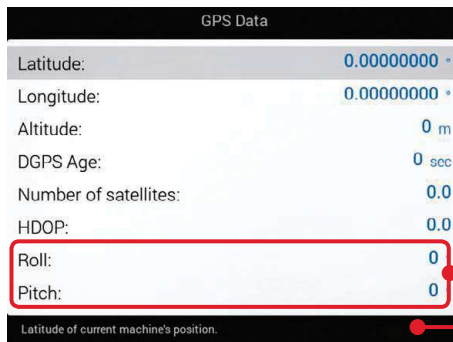 GPS Data
Latitude: 0.00000000 °
Longitude: 0.00000000 °
Altitude: 0 m
DGPS Age: 0 sec
Number of satellites: 0.0
HDOP: 0.0
Roll: 0 °
Pitch: 0 °
Latitude of current machine's position.